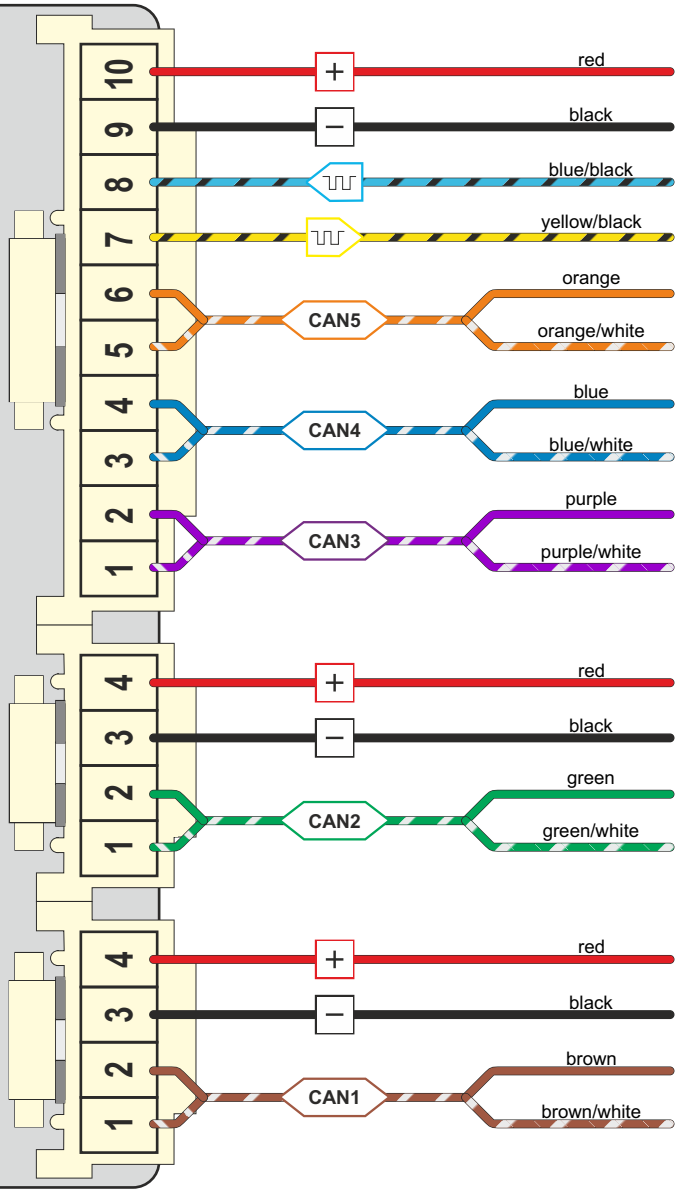 10 + red
9 − black
8 blue/black
7 yellow/black
6 orange
CAN5
5 orange/white
4 blue
CAN4
3 blue/white
2 purple
CAN3
1 purple/white
4 + red
3 − black
2 green
CAN2
1 green/white
4 + red
3 − black
2 brown
CAN1
1 brown/white